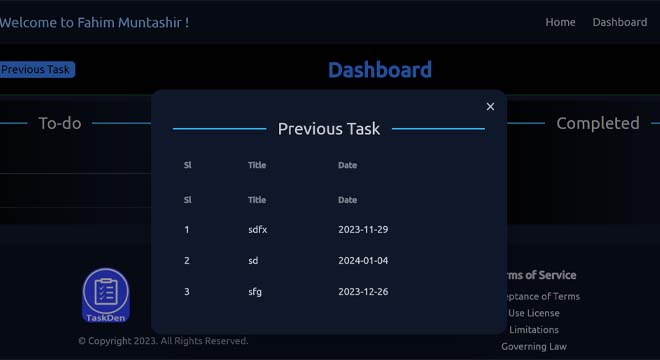 Welcome to Fahim Muntashir !
Home Dashboard
Previous Task
Dashboard
×
To-do
Previous Task
Completed
Sl Title Date
Sl Title Date
1 sdfx 2023-11-29
2 sd 2024-01-04
3 sfg 2023-12-26
TaskDen
© Copyright 2023. All Rights Reserved.
rms of Service
eptance of Terms
Use License
Limitations
Governing Law